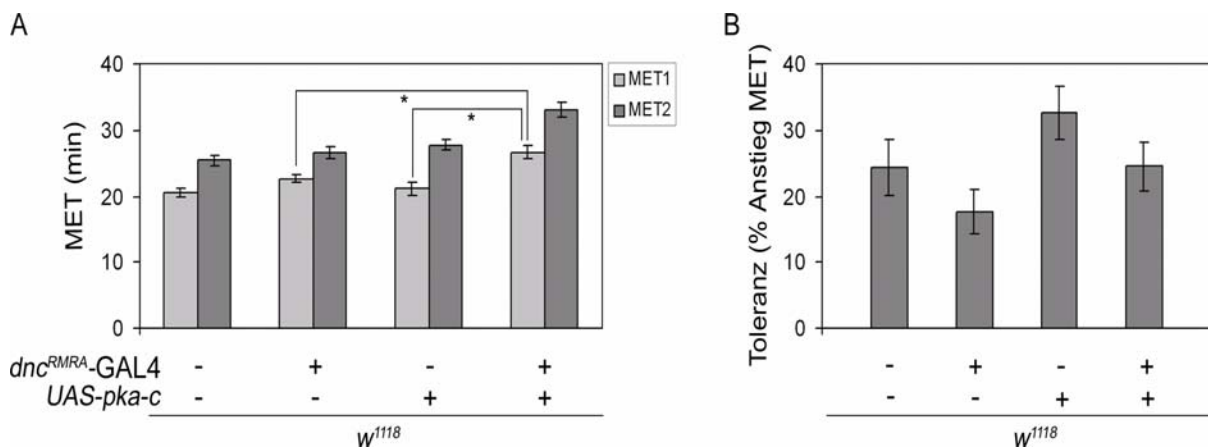 A
MET (min)
40
30
20
10
0
*
*
MET1
MET2
dnc^RMRA-GAL4 - + - +
UAS-pka-c - - + +
w^1118
B
Toleranz (% Anstieg MET)
40
30
20
10
0
- + - +
- - + +
w^1118